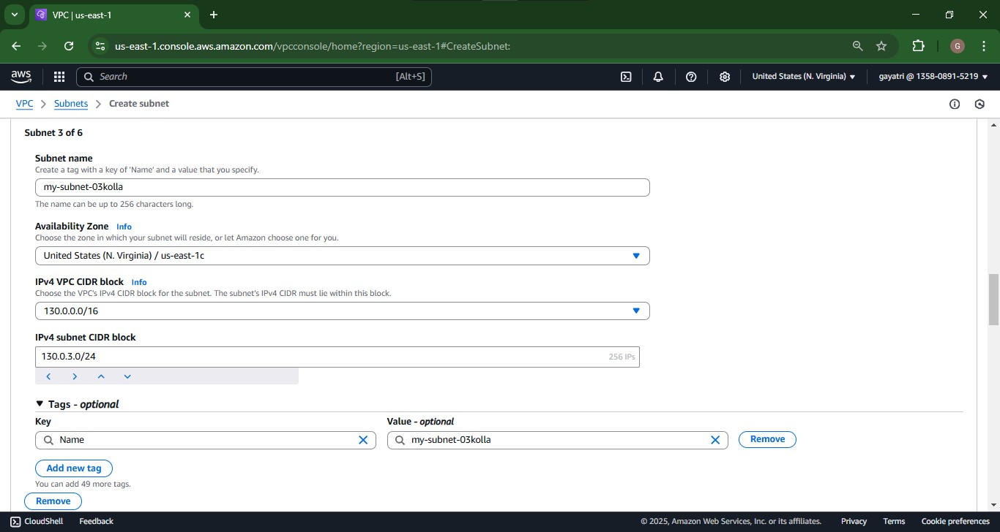 VPC | us-east-1
us-east-1.console.aws.amazon.com/vpcconsole/home?region=us-east-1#CreateSubnet:
G
aws
Search [Alt+S]
United States (N. Virginia)
gayatri @ 1358-0891-5219
VPC > Subnets > Create subnet
Subnet 3 of 6
Subnet name
Create a tag with a key of 'Name' and a value that you specify.
my-subnet-03kolla
The name can be up to 256 characters long.
Availability Zone Info
Choose the zone in which your subnet will reside, or let Amazon choose one for you.
United States (N. Virginia) / us-east-1c
IPv4 VPC CIDR block Info
Choose the VPC's IPv4 CIDR block for the subnet. The subnet's IPv4 CIDR must lie within this block.
130.0.0.0/16
IPv4 subnet CIDR block
130.0.3.0/24 256 IPs
Tags - optional
Key Value - optional
Name my-subnet-03kolla Remove
Add new tag
You can add 49 more tags.
Remove
CloudShell Feedback © 2025, Amazon Web Services, Inc. or its affiliates. Privacy Terms Cookie preferences